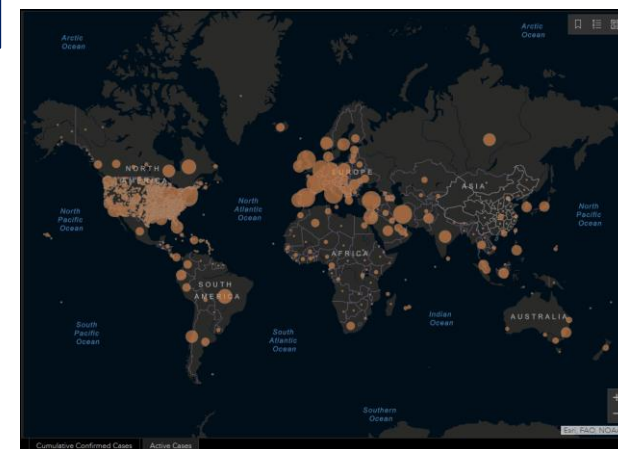 Arctic
Ocean
Arctic
Ocean
NORTH
AMERICA
EUROPE
ASIA
North
Pacific
Ocean
North
Atlantic
Ocean
North
Pacific
Ocean
AFRICA
SOUTH
AMERICA
Indian
Ocean
AUSTRALIA
South
Pacific
Ocean
South
Atlantic
Ocean
Southern
Ocean
+
−
Esri, FAO, NOAA
Cumulative Confirmed Cases
Active Cases